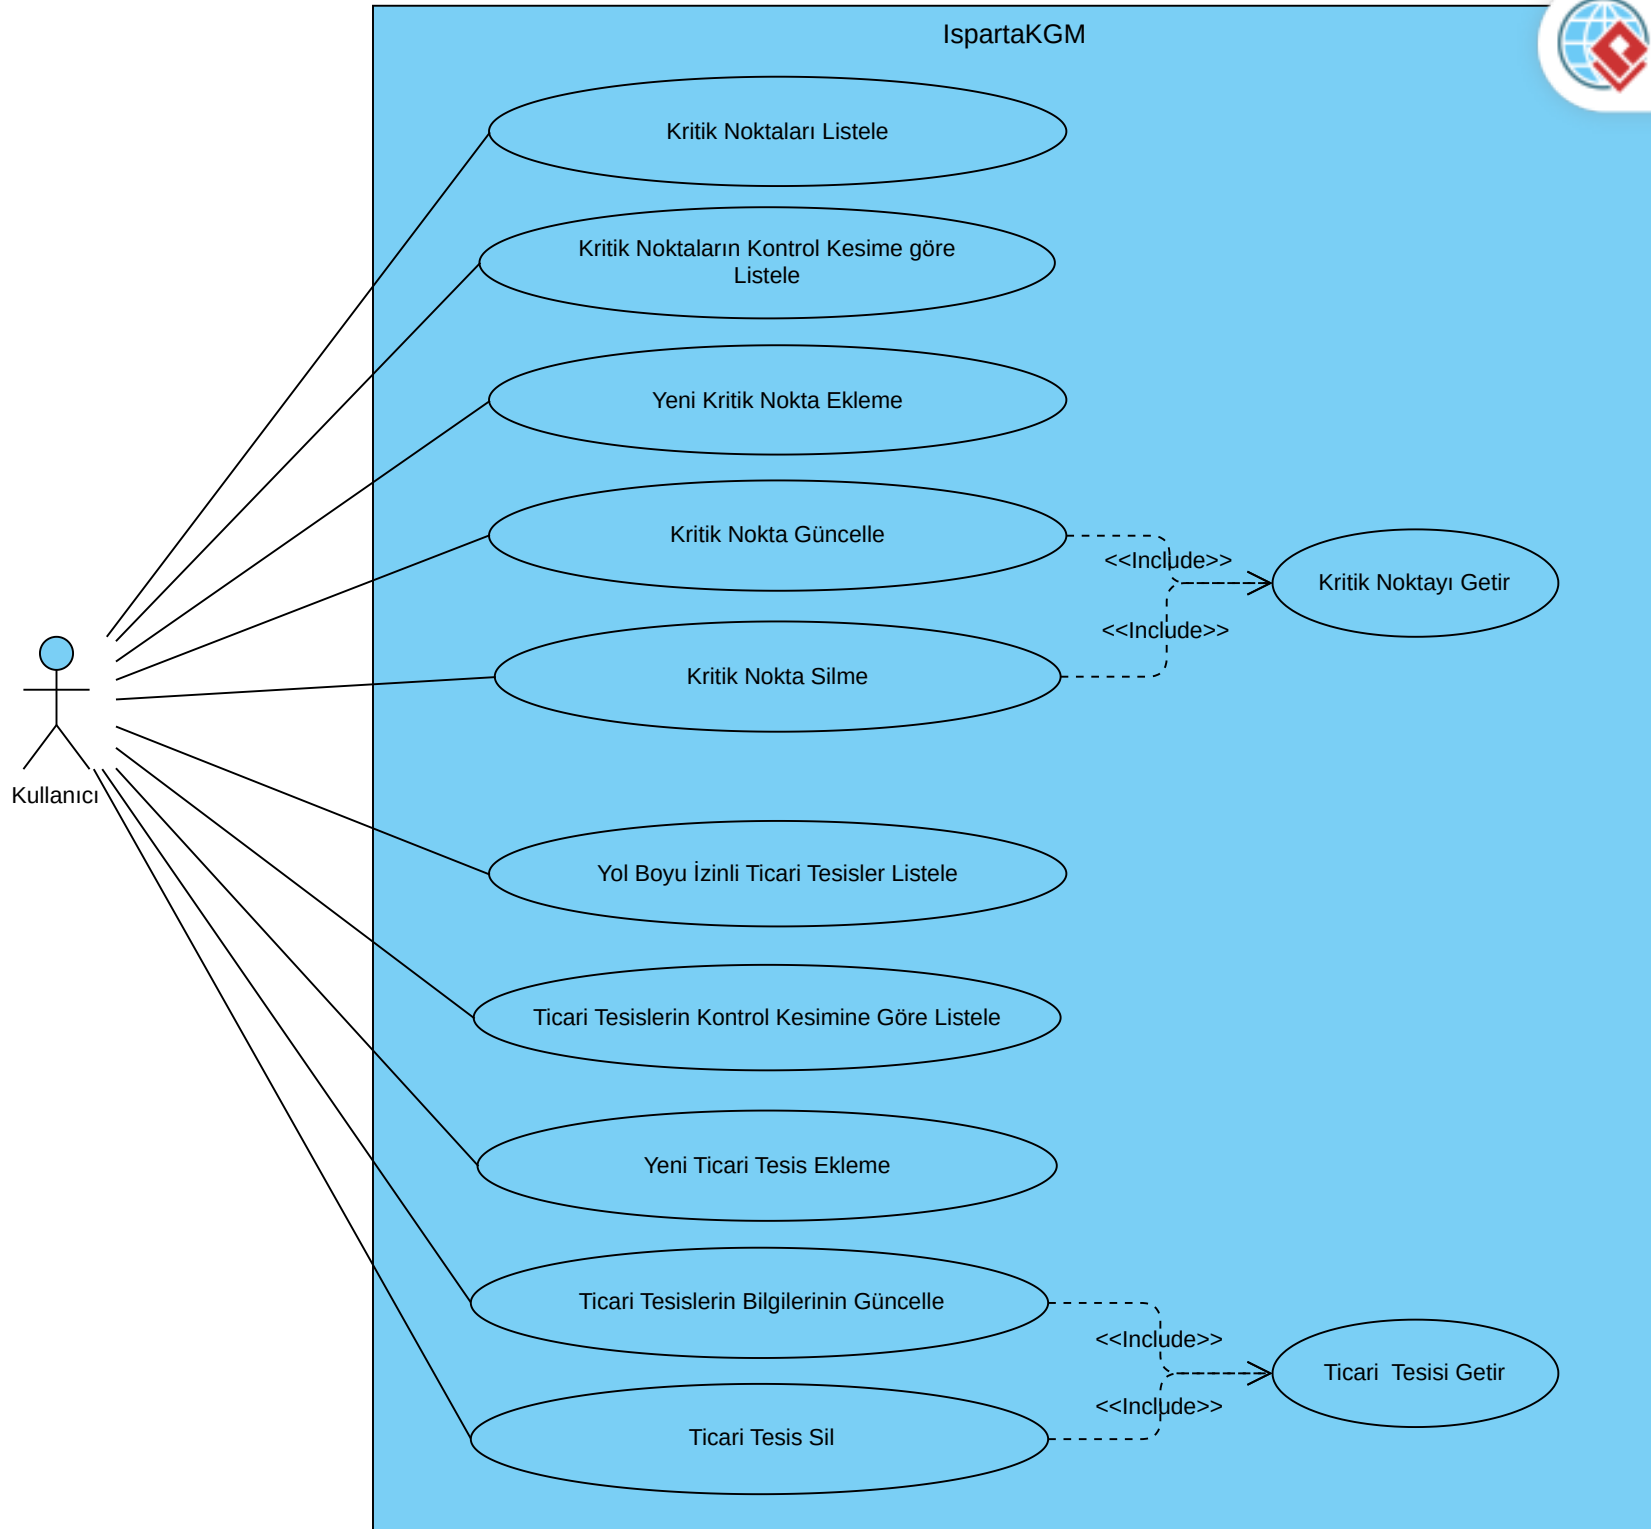 IspartaKGM
Kritik Noktaları Listele
Kritik Noktaların Kontrol Kesime göre
Listele
Yeni Kritik Nokta Ekleme
Kritik Nokta Güncelle
<<Include>>
Kritik Noktayı Getir
<<Include>>
Kritik Nokta Silme
Kullanıcı
Yol Boyu İzinli Ticari Tesisler Listele
Ticari Tesislerin Kontrol Kesimine Göre Listele
Yeni Ticari Tesis Ekleme
Ticari Tesislerin Bilgilerinin Güncelle
<<Include>>
Ticari  Tesisi Getir
<<Include>>
Ticari Tesis Sil